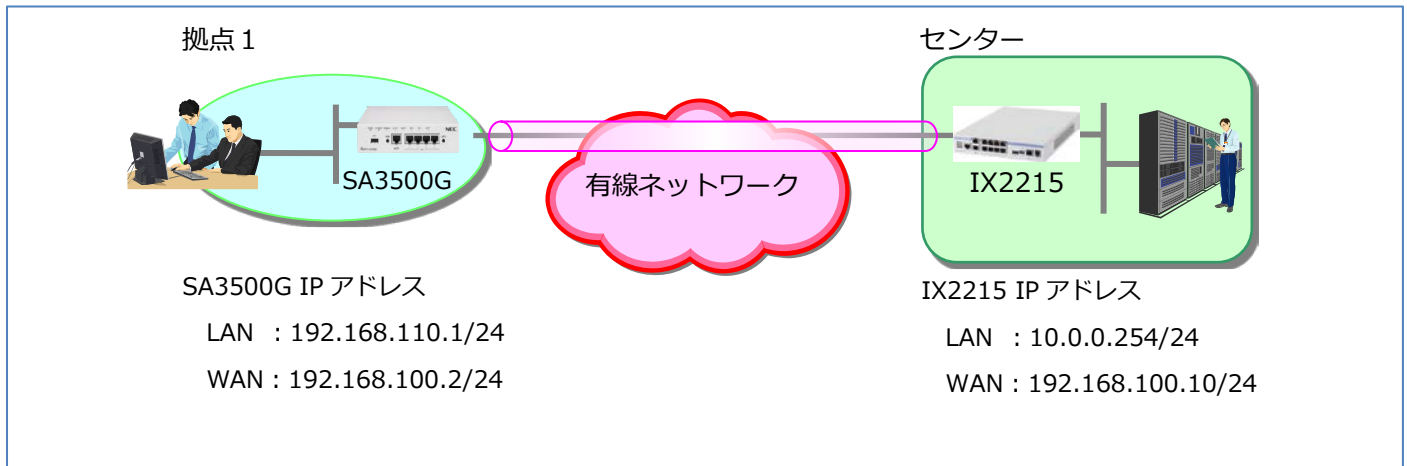 拠点1
センター
NEC
SA3500G
有線ネットワーク
IX2215
SA3500G IP アドレス
LAN ：192.168.110.1/24
WAN：192.168.100.2/24
IX2215 IP アドレス
LAN ：10.0.0.254/24
WAN：192.168.100.10/24